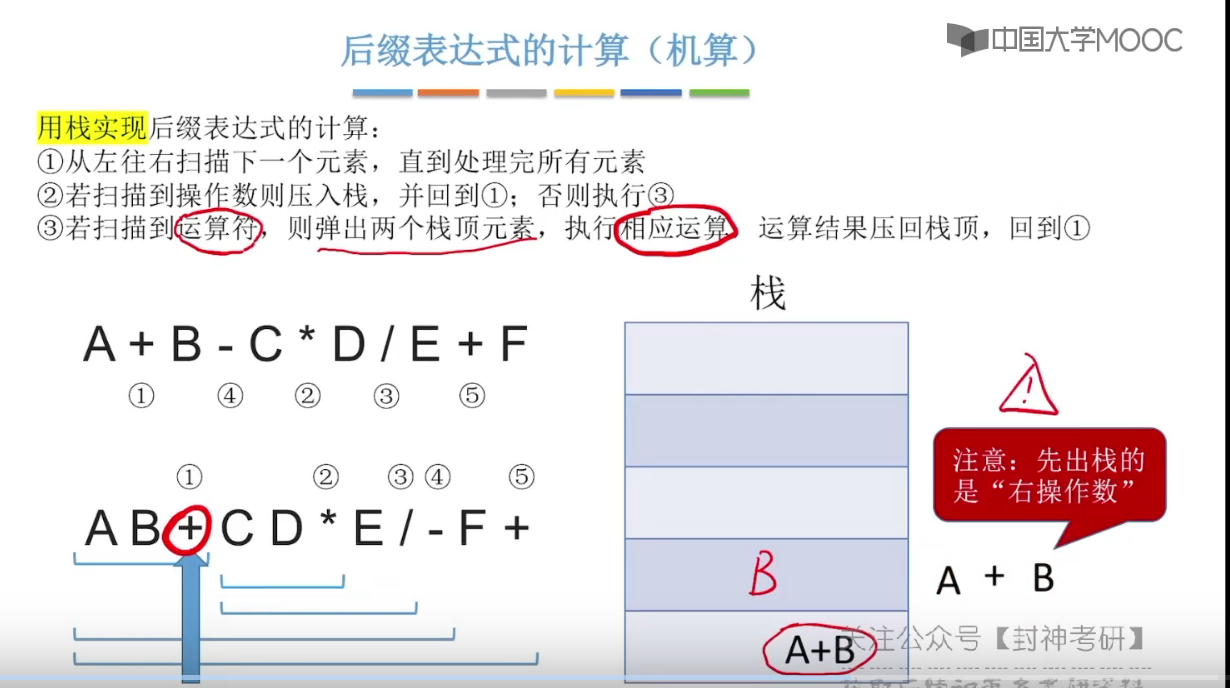 中国大学MOOC
后缀表达式的计算（机算）
用栈实现后缀表达式的计算：
①从左往右扫描下一个元素，直到处理完所有元素
②若扫描到操作数则压入栈，并回到①；否则执行③
③若扫描到运算符，则弹出两个栈顶元素，执行相应运算 运算结果压回栈顶，回到①
栈
A + B - C * D / E + F
① ④ ② ③ ⑤
① ② ③ ④ ⑤
A B + C D * E / - F +
!
注意：先出栈的
是“右操作数”
B
A + B
A+B
关注公众号【封神考研】